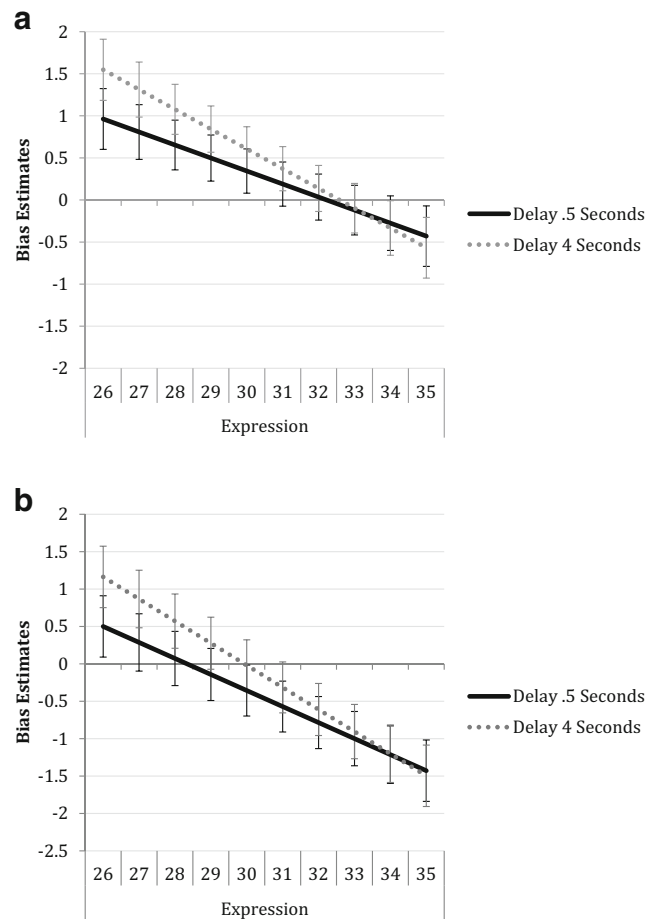 a
2
1.5
1
0.5
0
-0.5
-1
-1.5
-2
Bias Estimates
26 27 28 29 30 31 32 33 34 35
Expression
Delay .5 Seconds
Delay 4 Seconds
b
2
1.5
1
0.5
0
-0.5
-1
-1.5
-2
-2.5
Bias Estimates
26 27 28 29 30 31 32 33 34 35
Expression
Delay .5 Seconds
Delay 4 Seconds